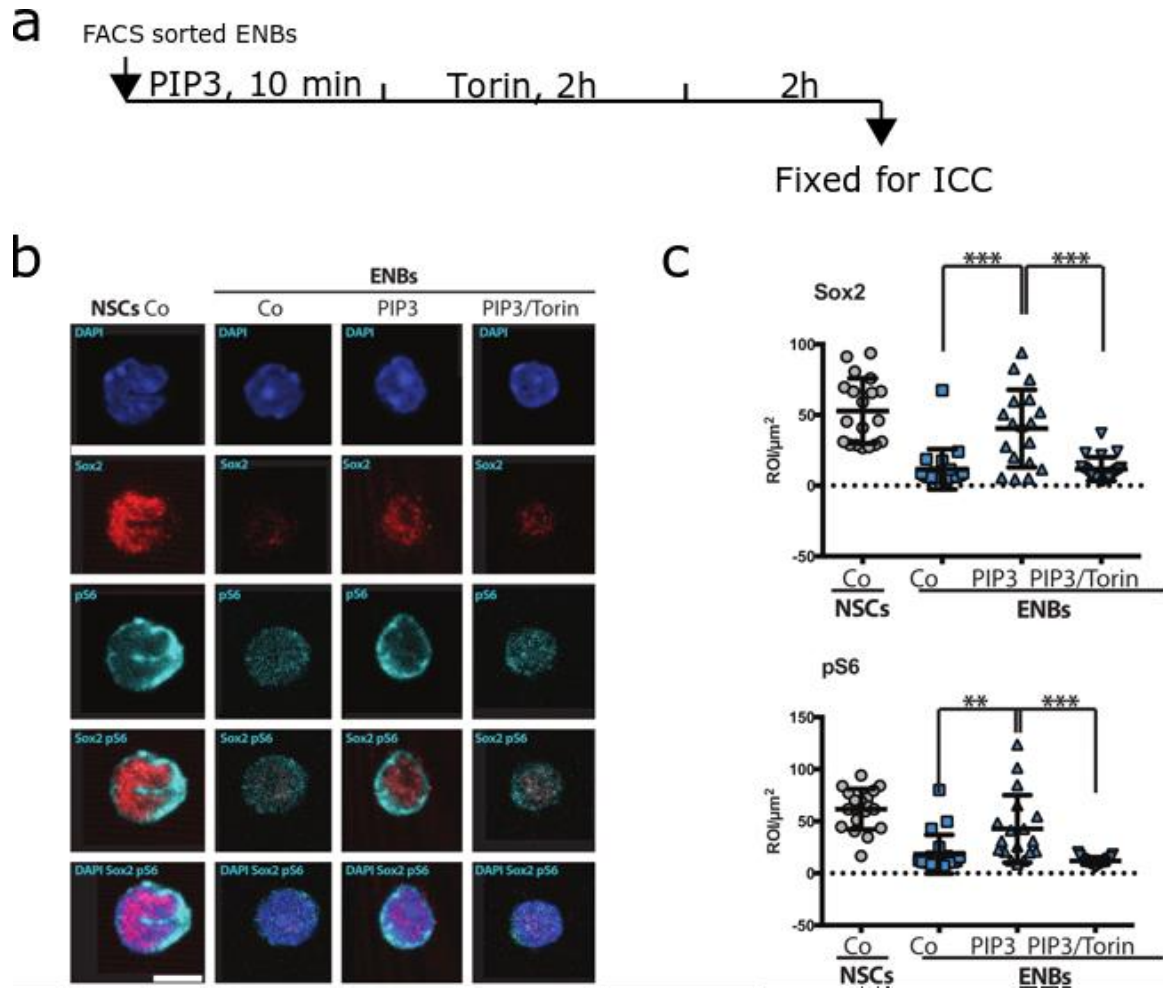 a
FACS sorted ENBs
PIP3, 10 min
Torin, 2h
2h
Fixed for ICC
b
ENBs
NSCs Co
Co
PIP3
PIP3/Torin
DAPI
DAPI
DAPI
DAPI
Sox2
Sox2
Sox2
Sox2
pS6
pS6
pS6
pS6
Sox2 pS6
Sox2 pS6
Sox2 pS6
Sox2 pS6
DAPI Sox2 pS6
DAPI Sox2 pS6
DAPI Sox2 pS6
DAPI Sox2 pS6
c
Sox2
***
***
100
50
0
-50
ROI/µm²
Co
Co
PIP3
PIP3/Torin
NSCs
ENBs
pS6
**
***
150
100
50
0
-50
ROI/µm²
Co
Co
PIP3
PIP3/Torin
NSCs
ENBs